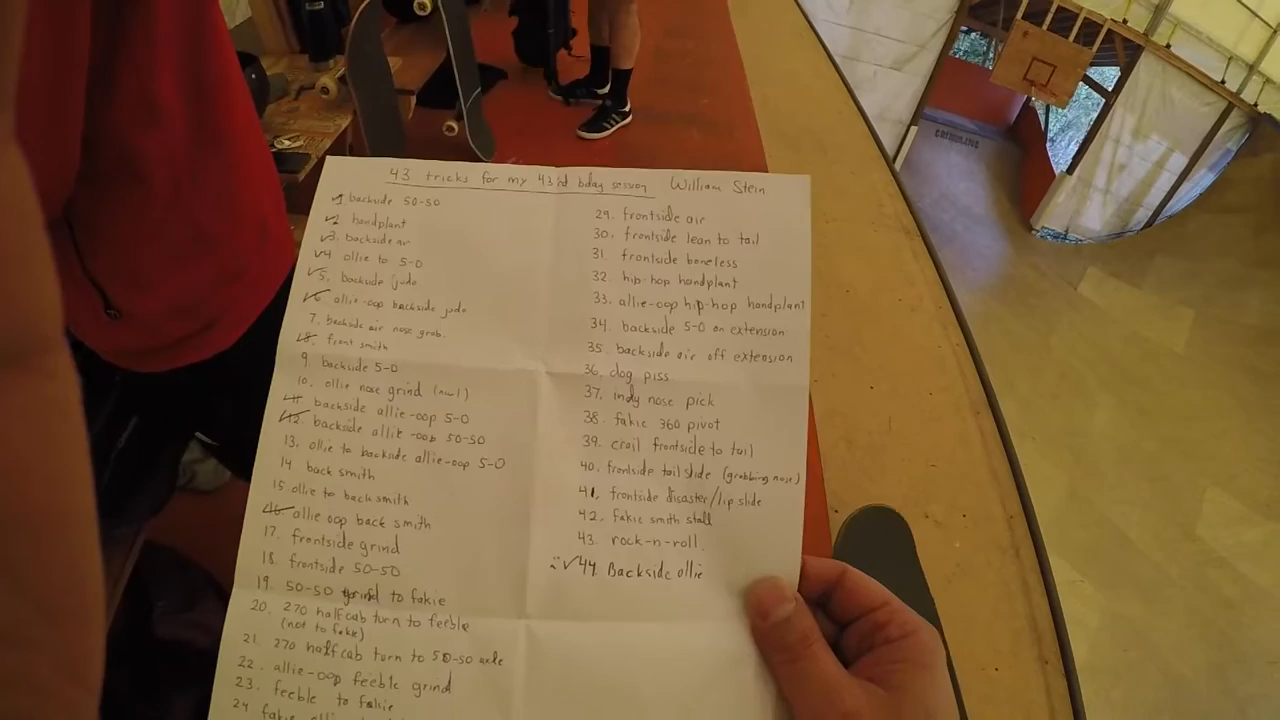 43 tricks for my 43rd bday session William Stein
1 backside 50-50
2 handplant
3. backside air
4 ollie to 5-0
5. backside judo
6. allie-oop backside judo
7. backside air nose grab.
8. front smith
9. backside 5-0
10. ollie nose grind
11 backside allie-oop 5-0
12. backside allie-oop 50-50
13. ollie to backside allie-oop 5-0
14 back smith
15. ollie to back smith
16. allie oop back smith
17. frontside grind
18. frontside 50-50
19. 50-50 to fakie
20. 270 halfcab turn to feeble
(not to fakie)
21. 270 halfcab turn to 50-50 axle
22. allie-oop feeble grind
23. feeble to fakie
24 fakie
29. frontside air
30. frontside lean to tail
31. frontside boneless
32. hip-hop handplant
33. allie-oop hip-hop handplant
34. backside 5-0 on extension
35. backside air off extension
36. dog piss
37. indy nose pick
38. fakie 360 pivot
39. crail frontside to tail
40. frontside tail slide (grabbing nose)
41. frontside disaster/lip slide
42. fakie smith stall
43. rock-n-roll.
44. Backside ollie